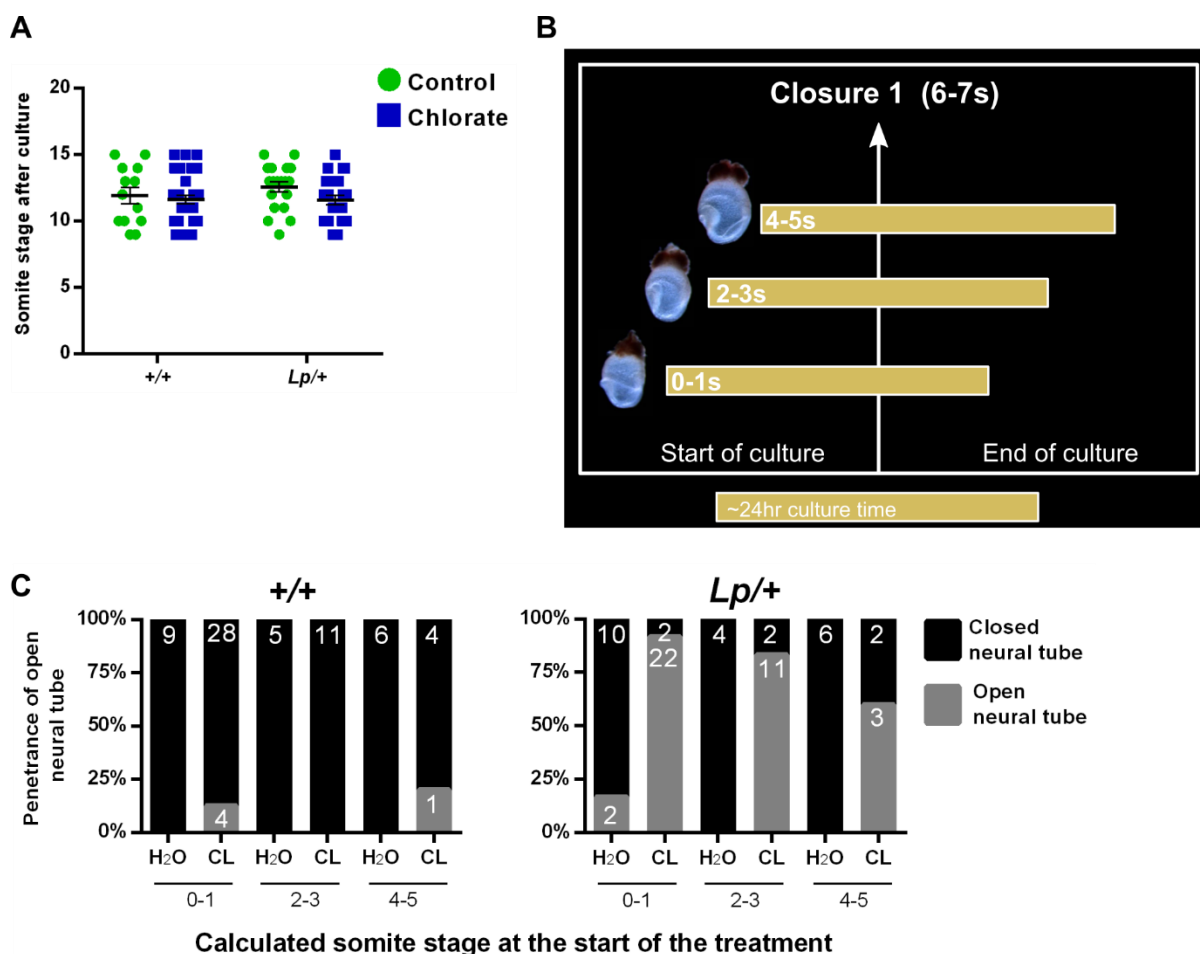 A
20
15
10
5
0
Somite stage after culture
+/+
Lp/+
Control
Chlorate
B
Closure 1 (6-7s)
4-5s
2-3s
0-1s
Start of culture
End of culture
~24hr culture time
C
+/+
100%
75%
50%
25%
0%
Penetrance of open
neural tube
9 28 5 11 6 4
4 1
H2O CL H2O CL H2O CL
0-1 2-3 4-5
Lp/+
100%
75%
50%
25%
0%
10 2 4 2 6 2
22 11 3
2
H2O CL H2O CL H2O CL
0-1 2-3 4-5
Closed
neural tube
Open
neural tube
Calculated somite stage at the start of the treatment